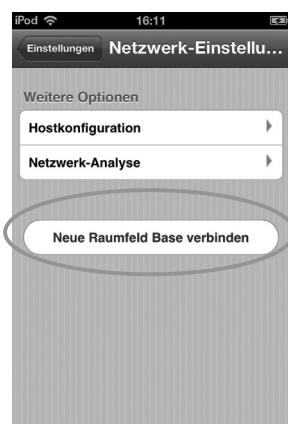 iPod 16:11
Einstellungen Netzwerk-Einstellu...
Weitere Optionen
Hostkonfiguration
Netzwerk-Analyse
Neue Raumfeld Base verbinden